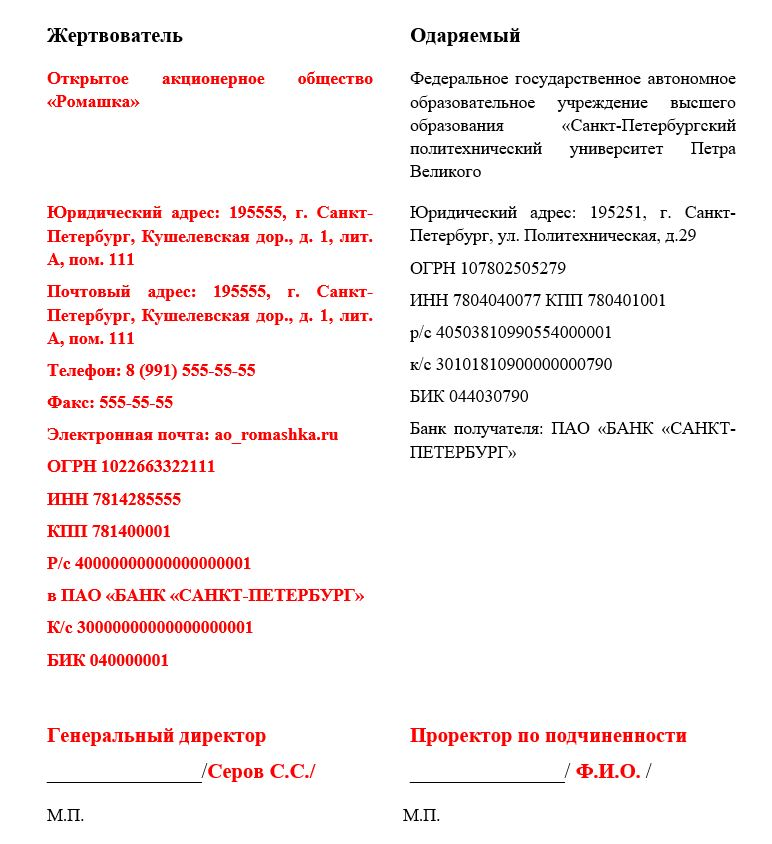 Жертвователь
Открытое акционерное общество
«Ромашка»
Юридический адрес: 195555, г. Санкт-
Петербург, Кушелевская дор., д. 1, лит.
А, пом. 111
Почтовый адрес: 195555, г. Санкт-
Петербург, Кушелевская дор., д. 1, лит.
А, пом. 111
Телефон: 8 (991) 555-55-55
Факс: 555-55-55
Электронная почта: ao_romashka.ru
ОГРН 1022663322111
ИНН 7814285555
КПП 781400001
Р/с 40000000000000000001
в ПАО «БАНК «САНКТ-ПЕТЕРБУРГ»
К/с 30000000000000000001
БИК 040000001
Генеральный директор
_______________/Серов С.С./
М.П.
Одаряемый
Федеральное государственное автономное
образовательное учреждение высшего
образования «Санкт-Петербургский
политехнический университет Петра
Великого
Юридический адрес: 195251, г. Санкт-
Петербург, ул. Политехническая, д.29
ОГРН 107802505279
ИНН 7804040077 КПП 780401001
р/с 40503810990554000001
к/с 30101810900000000790
БИК 044030790
Банк получателя: ПАО «БАНК «САНКТ-
ПЕТЕРБУРГ»
Проректор по подчиненности
_______________/ Ф.И.О. /
М.П.